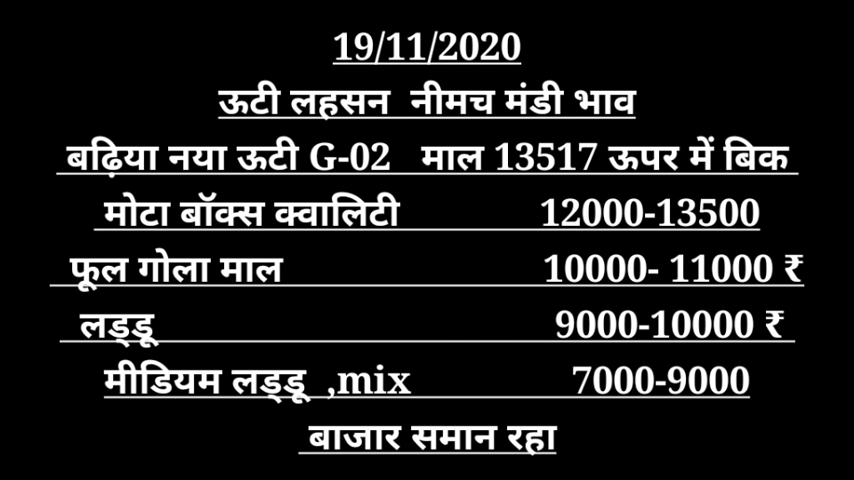 19/11/2020
ऊटी लहसन नीमच मंडी भाव
बढ़िया नया ऊटी G-02 माल 13517 ऊपर में बिक
मोटा बॉक्स क्वालिटी 12000-13500
फूल गोला माल 10000- 11000 ₹
लड्डू 9000-10000 ₹
मीडियम लड्डू ,mix 7000-9000
बाजार समान रहा